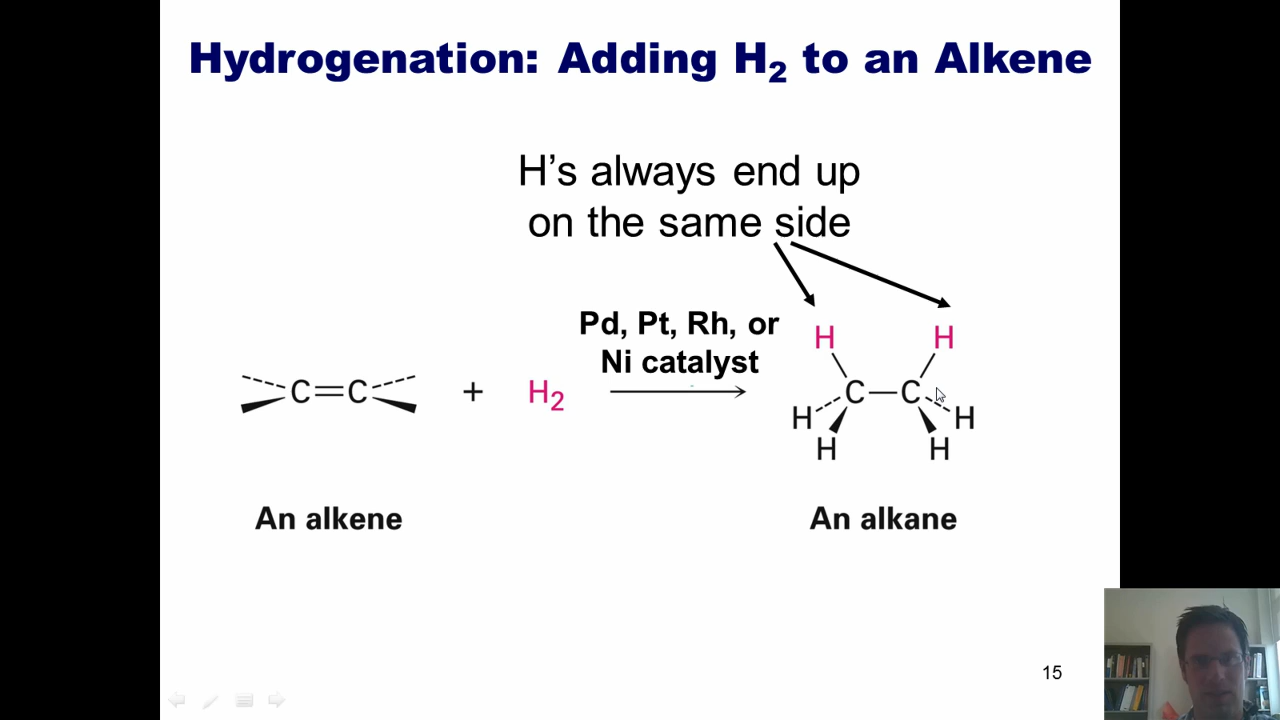 Hydrogenation: Adding H₂ to an Alkene
H's always end up
on the same side
Pd, Pt, Rh, or
Ni catalyst
H H
C=C + H₂ C—C
H H
H H
An alkene An alkane
15